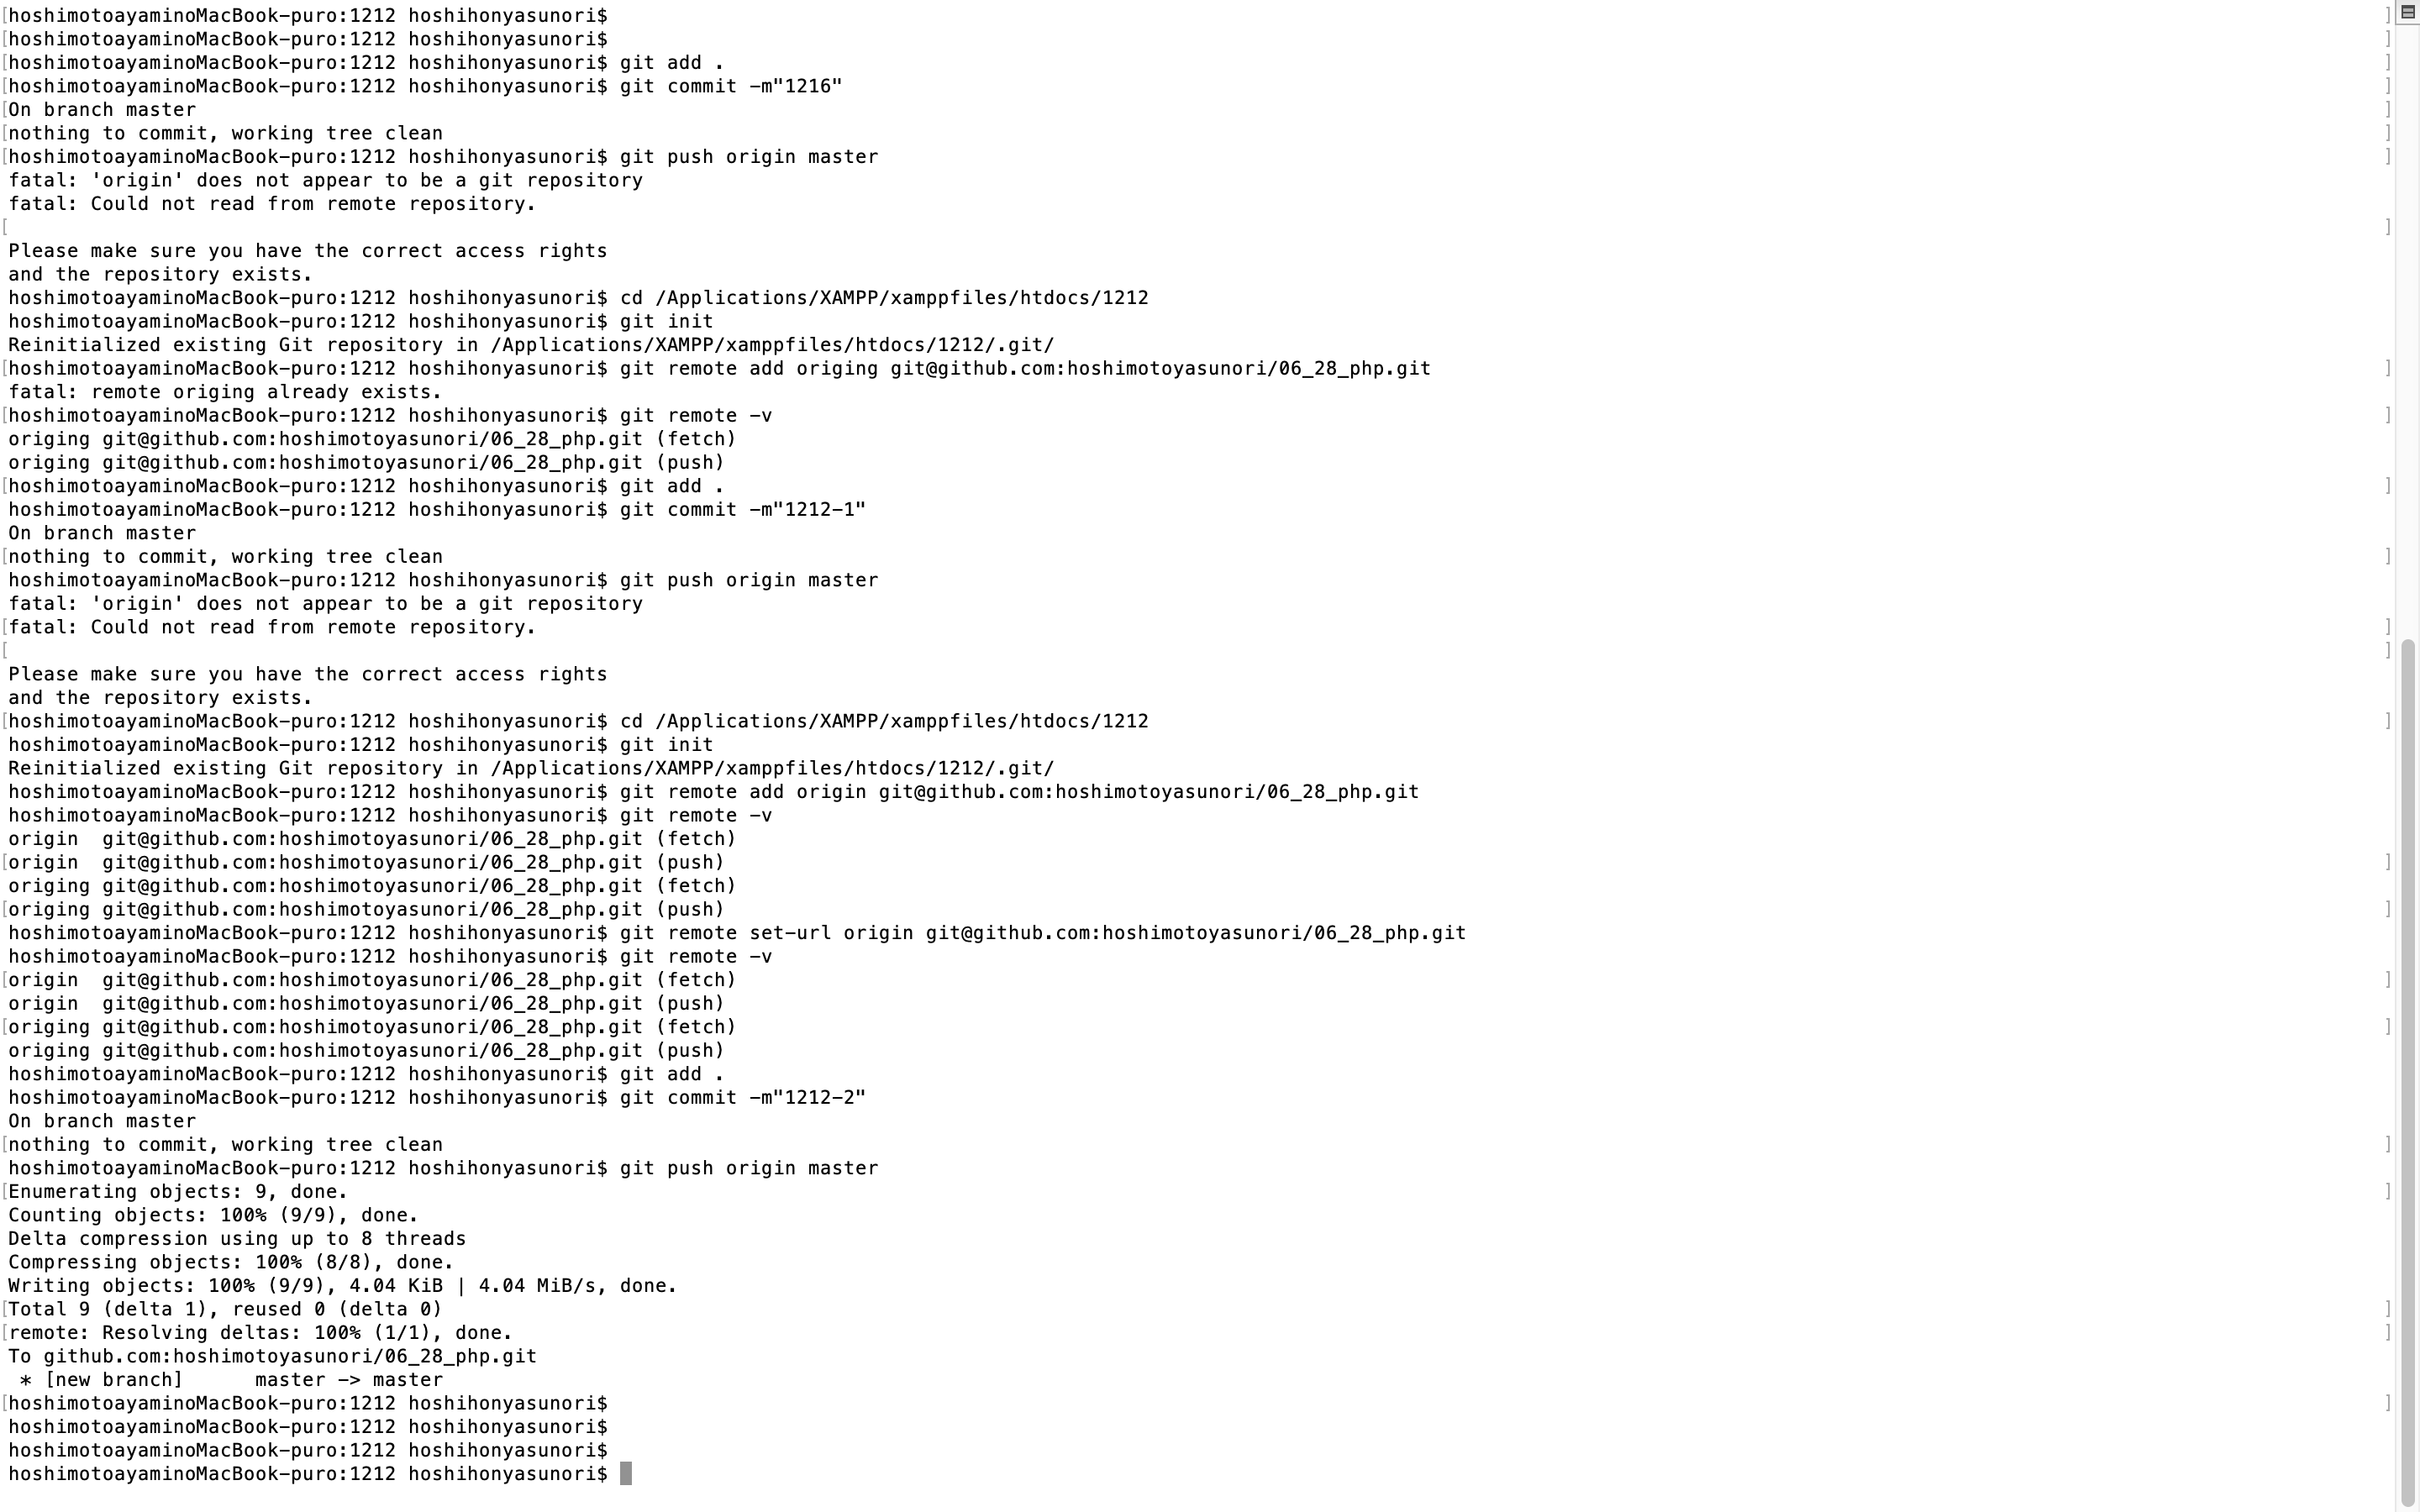 [hoshimotoayaminoMacBook-puro:1212 hoshihonyasunori$ ]
[hoshimotoayaminoMacBook-puro:1212 hoshihonyasunori$ ]
[hoshimotoayaminoMacBook-puro:1212 hoshihonyasunori$ git add . ]
[hoshimotoayaminoMacBook-puro:1212 hoshihonyasunori$ git commit -m"1216" ]
[On branch master ]
[nothing to commit, working tree clean ]
[hoshimotoayaminoMacBook-puro:1212 hoshihonyasunori$ git push origin master ]
fatal: 'origin' does not appear to be a git repository
fatal: Could not read from remote repository.
[ ]
Please make sure you have the correct access rights
and the repository exists.
hoshimotoayaminoMacBook-puro:1212 hoshihonyasunori$ cd /Applications/XAMPP/xamppfiles/htdocs/1212
hoshimotoayaminoMacBook-puro:1212 hoshihonyasunori$ git init
Reinitialized existing Git repository in /Applications/XAMPP/xamppfiles/htdocs/1212/.git/
[hoshimotoayaminoMacBook-puro:1212 hoshihonyasunori$ git remote add origing git@github.com:hoshimotoyasunori/06_28_php.git ]
fatal: remote origing already exists.
[hoshimotoayaminoMacBook-puro:1212 hoshihonyasunori$ git remote -v ]
origing git@github.com:hoshimotoyasunori/06_28_php.git (fetch)
origing git@github.com:hoshimotoyasunori/06_28_php.git (push)
[hoshimotoayaminoMacBook-puro:1212 hoshihonyasunori$ git add . ]
hoshimotoayaminoMacBook-puro:1212 hoshihonyasunori$ git commit -m"1212-1"
On branch master
[nothing to commit, working tree clean ]
hoshimotoayaminoMacBook-puro:1212 hoshihonyasunori$ git push origin master
fatal: 'origin' does not appear to be a git repository
[fatal: Could not read from remote repository. ]
[ ]
Please make sure you have the correct access rights
and the repository exists.
[hoshimotoayaminoMacBook-puro:1212 hoshihonyasunori$ cd /Applications/XAMPP/xamppfiles/htdocs/1212 ]
hoshimotoayaminoMacBook-puro:1212 hoshihonyasunori$ git init
Reinitialized existing Git repository in /Applications/XAMPP/xamppfiles/htdocs/1212/.git/
hoshimotoayaminoMacBook-puro:1212 hoshihonyasunori$ git remote add origin git@github.com:hoshimotoyasunori/06_28_php.git
hoshimotoayaminoMacBook-puro:1212 hoshihonyasunori$ git remote -v
origin  git@github.com:hoshimotoyasunori/06_28_php.git (fetch)
[origin  git@github.com:hoshimotoyasunori/06_28_php.git (push) ]
origing git@github.com:hoshimotoyasunori/06_28_php.git (fetch)
[origing git@github.com:hoshimotoyasunori/06_28_php.git (push) ]
hoshimotoayaminoMacBook-puro:1212 hoshihonyasunori$ git remote set-url origin git@github.com:hoshimotoyasunori/06_28_php.git
hoshimotoayaminoMacBook-puro:1212 hoshihonyasunori$ git remote -v
[origin  git@github.com:hoshimotoyasunori/06_28_php.git (fetch) ]
origin  git@github.com:hoshimotoyasunori/06_28_php.git (push)
[origing git@github.com:hoshimotoyasunori/06_28_php.git (fetch) ]
origing git@github.com:hoshimotoyasunori/06_28_php.git (push)
hoshimotoayaminoMacBook-puro:1212 hoshihonyasunori$ git add .
hoshimotoayaminoMacBook-puro:1212 hoshihonyasunori$ git commit -m"1212-2"
On branch master
[nothing to commit, working tree clean ]
hoshimotoayaminoMacBook-puro:1212 hoshihonyasunori$ git push origin master
[Enumerating objects: 9, done. ]
Counting objects: 100% (9/9), done.
Delta compression using up to 8 threads
Compressing objects: 100% (8/8), done.
Writing objects: 100% (9/9), 4.04 KiB | 4.04 MiB/s, done.
[Total 9 (delta 1), reused 0 (delta 0) ]
[remote: Resolving deltas: 100% (1/1), done. ]
To github.com:hoshimotoyasunori/06_28_php.git
 * [new branch]      master -> master
[hoshimotoayaminoMacBook-puro:1212 hoshihonyasunori$ ]
hoshimotoayaminoMacBook-puro:1212 hoshihonyasunori$
hoshimotoayaminoMacBook-puro:1212 hoshihonyasunori$
hoshimotoayaminoMacBook-puro:1212 hoshihonyasunori$